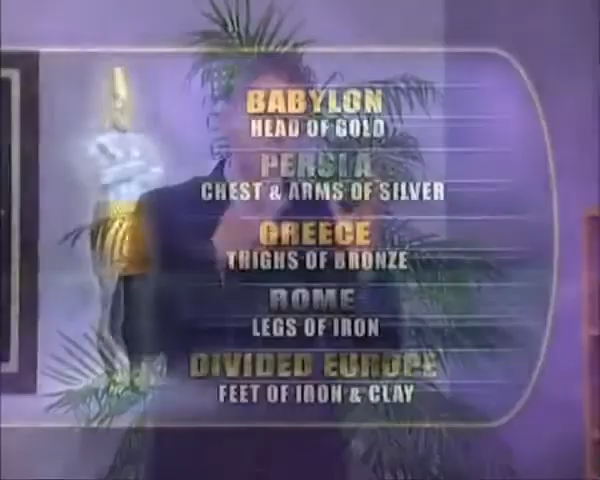 BABYLON
HEAD OF GOLD
PERSIA
CHEST & ARMS OF SILVER
GREECE
THIGHS OF BRONZE
ROME
LEGS OF IRON
DIVIDED EUROPE
FEET OF IRON & CLAY